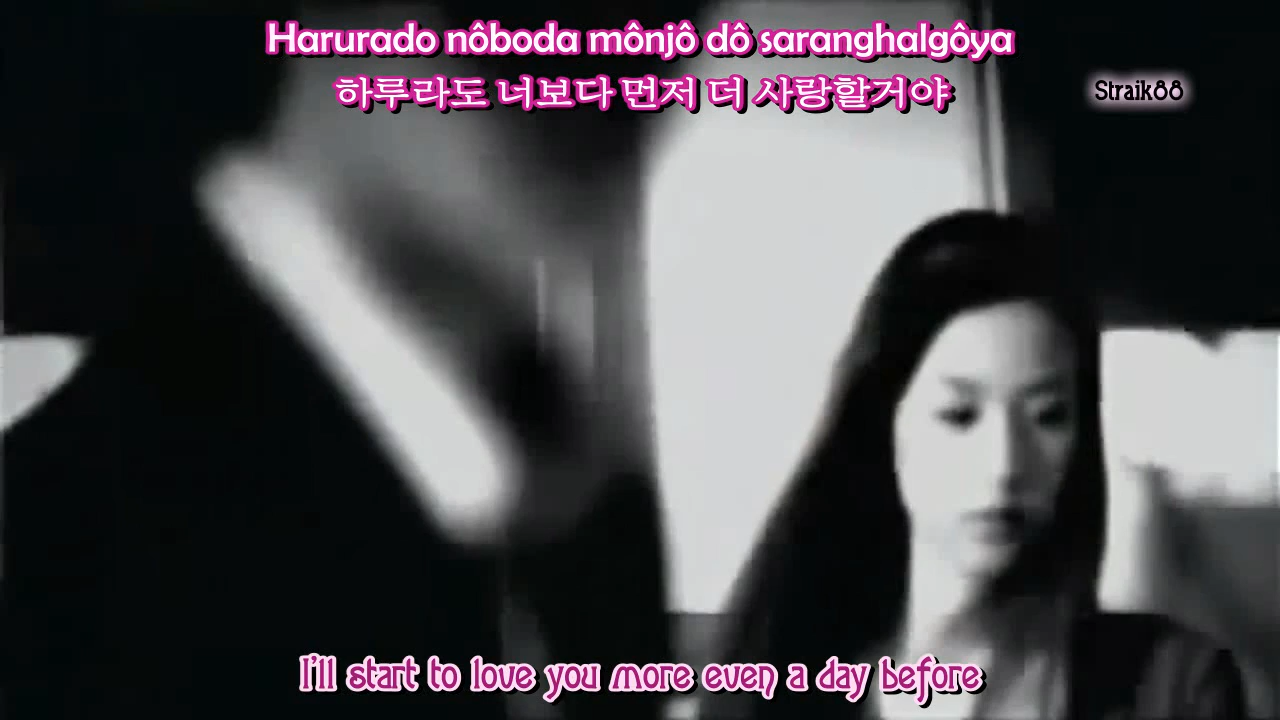 Harurado nôboda mônjô dô saranghalgôya
하루라도 너보다 먼저 더 사랑할거야
Straik88
I'll start to love you more even a day before